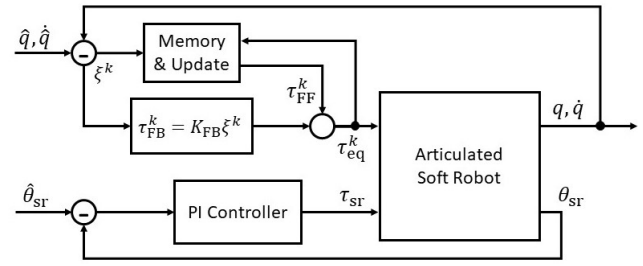 q̂, q̇̂
-
ξᵏ
Memory
& Update
τᵏ_FF
τᵏ_FB = K_FB ξᵏ
τᵏ_eq
Articulated
Soft Robot
q, q̇
θ̂_sr
-
PI Controller
τ_sr
θ_sr